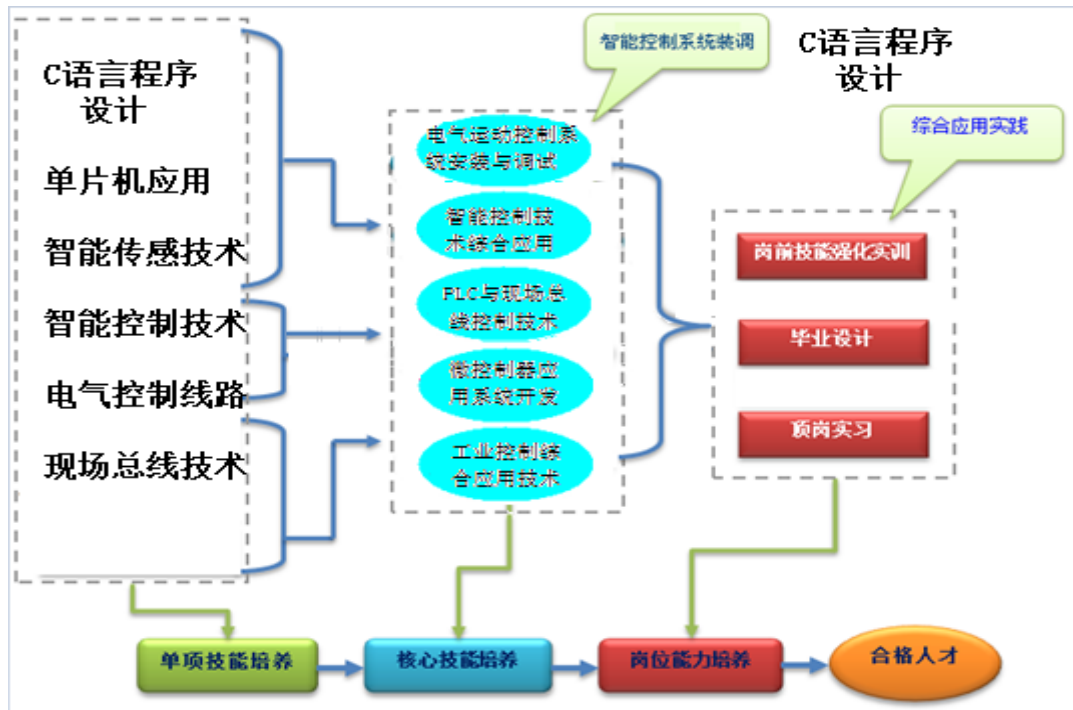 C语言程序
设计
单片机应用
智能传感技术
智能控制技术
电气控制线路
现场总线技术
智能控制系统装调
电气运动控制系
统安装与调试
智能控制技
术综合应用
PLC与现场总
线控制技术
微控制器应
用系统开发
工业控制综
合应用技术
C语言程序
设计
综合应用实践
岗前技能强化实训
毕业设计
顶岗实习
单项技能培养
核心技能培养
岗位能力培养
合格人才